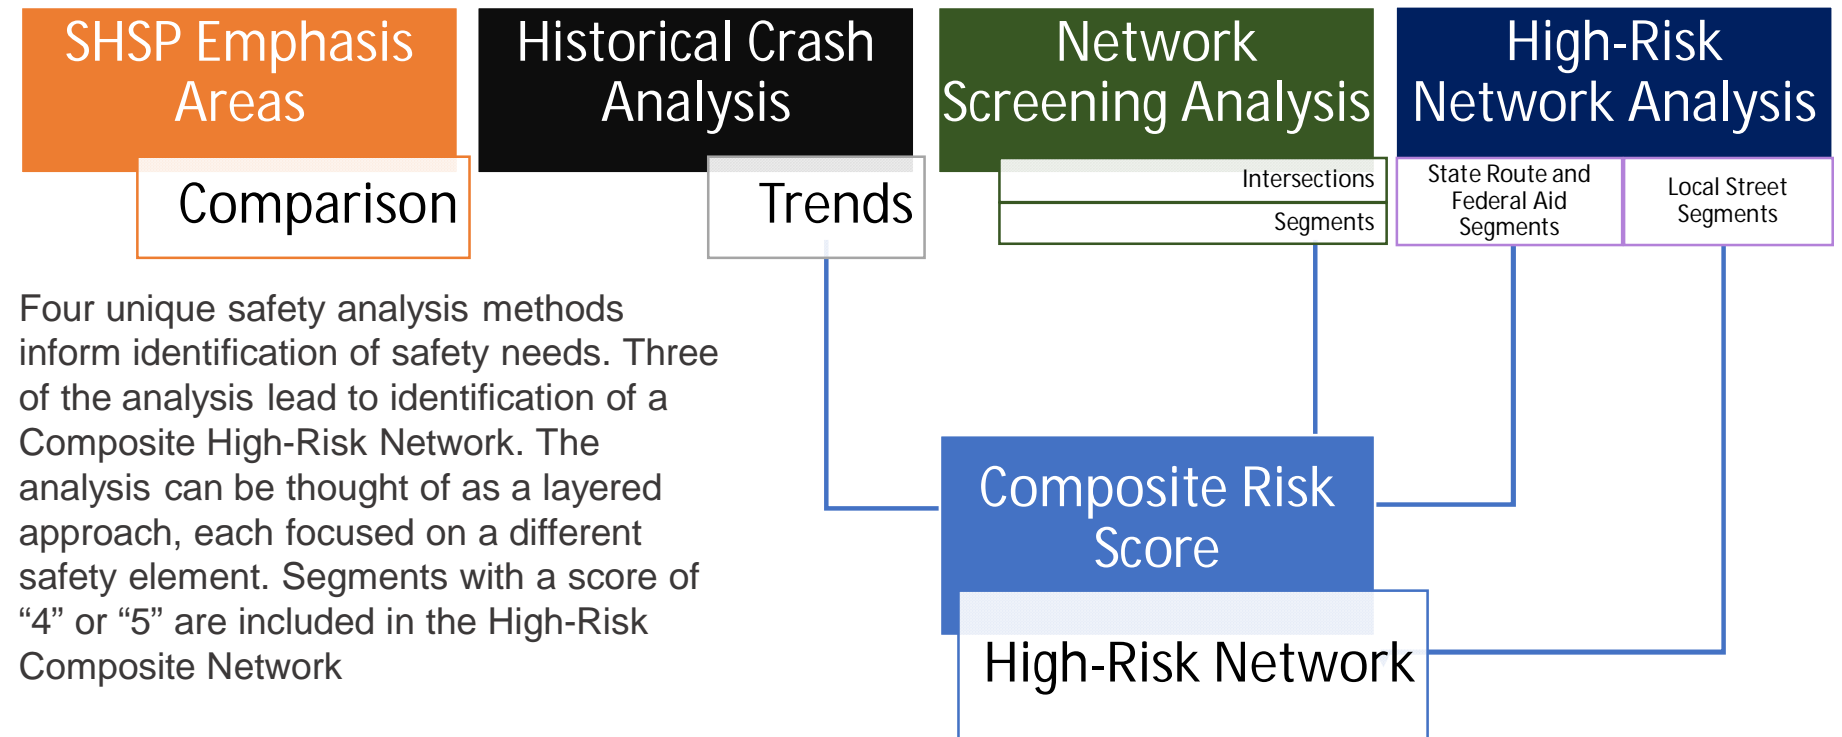 SHSP Emphasis
Areas
Comparison
Historical Crash
Analysis
Trends
Network
Screening Analysis
Intersections
Segments
High-Risk
Network Analysis
State Route and
Federal Aid
Segments
Local Street
Segments
Four unique safety analysis methods
inform identification of safety needs. Three
of the analysis lead to identification of a
Composite High-Risk Network. The
analysis can be thought of as a layered
approach, each focused on a different
safety element. Segments with a score of
“4” or “5” are included in the High-Risk
Composite Network
Composite Risk
Score
High-Risk Network